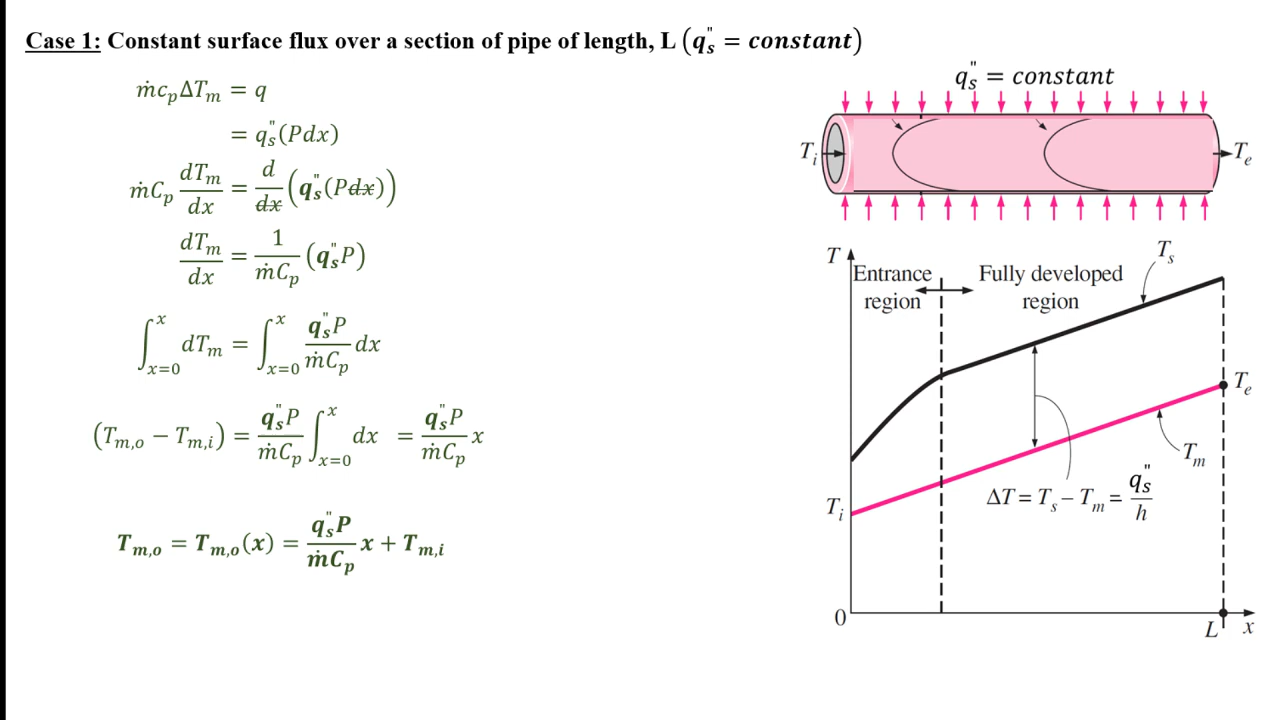 Case 1: Constant surface flux over a section of pipe of length, L (q̇"ₛ = constant)
ṁcₚΔTₘ = q
= q"ₛ(Pdx)
ṁCₚ dTₘ/dx = d/dx (q"ₛ(Pdx))
dTₘ/dx = 1/ṁCₚ (q"ₛP)
∫ₓ₌₀ˣ dTₘ = ∫ₓ₌₀ˣ q"ₛP/ṁCₚ dx
(Tₘ,ₒ − Tₘ,ᵢ) = q"ₛP/ṁCₚ ∫ₓ₌₀ˣ dx = q"ₛP/ṁCₚ x
Tₘ,ₒ = Tₘ,ₒ(x) = q"ₛP/ṁCₚ x + Tₘ,ᵢ
q"ₛ = constant
Tᵢ
Tₑ
T
Entrance region
Fully developed region
Tₛ
Tₑ
Tₘ
Tᵢ
ΔT = Tₛ − Tₘ = q"ₛ/h
0
L
x